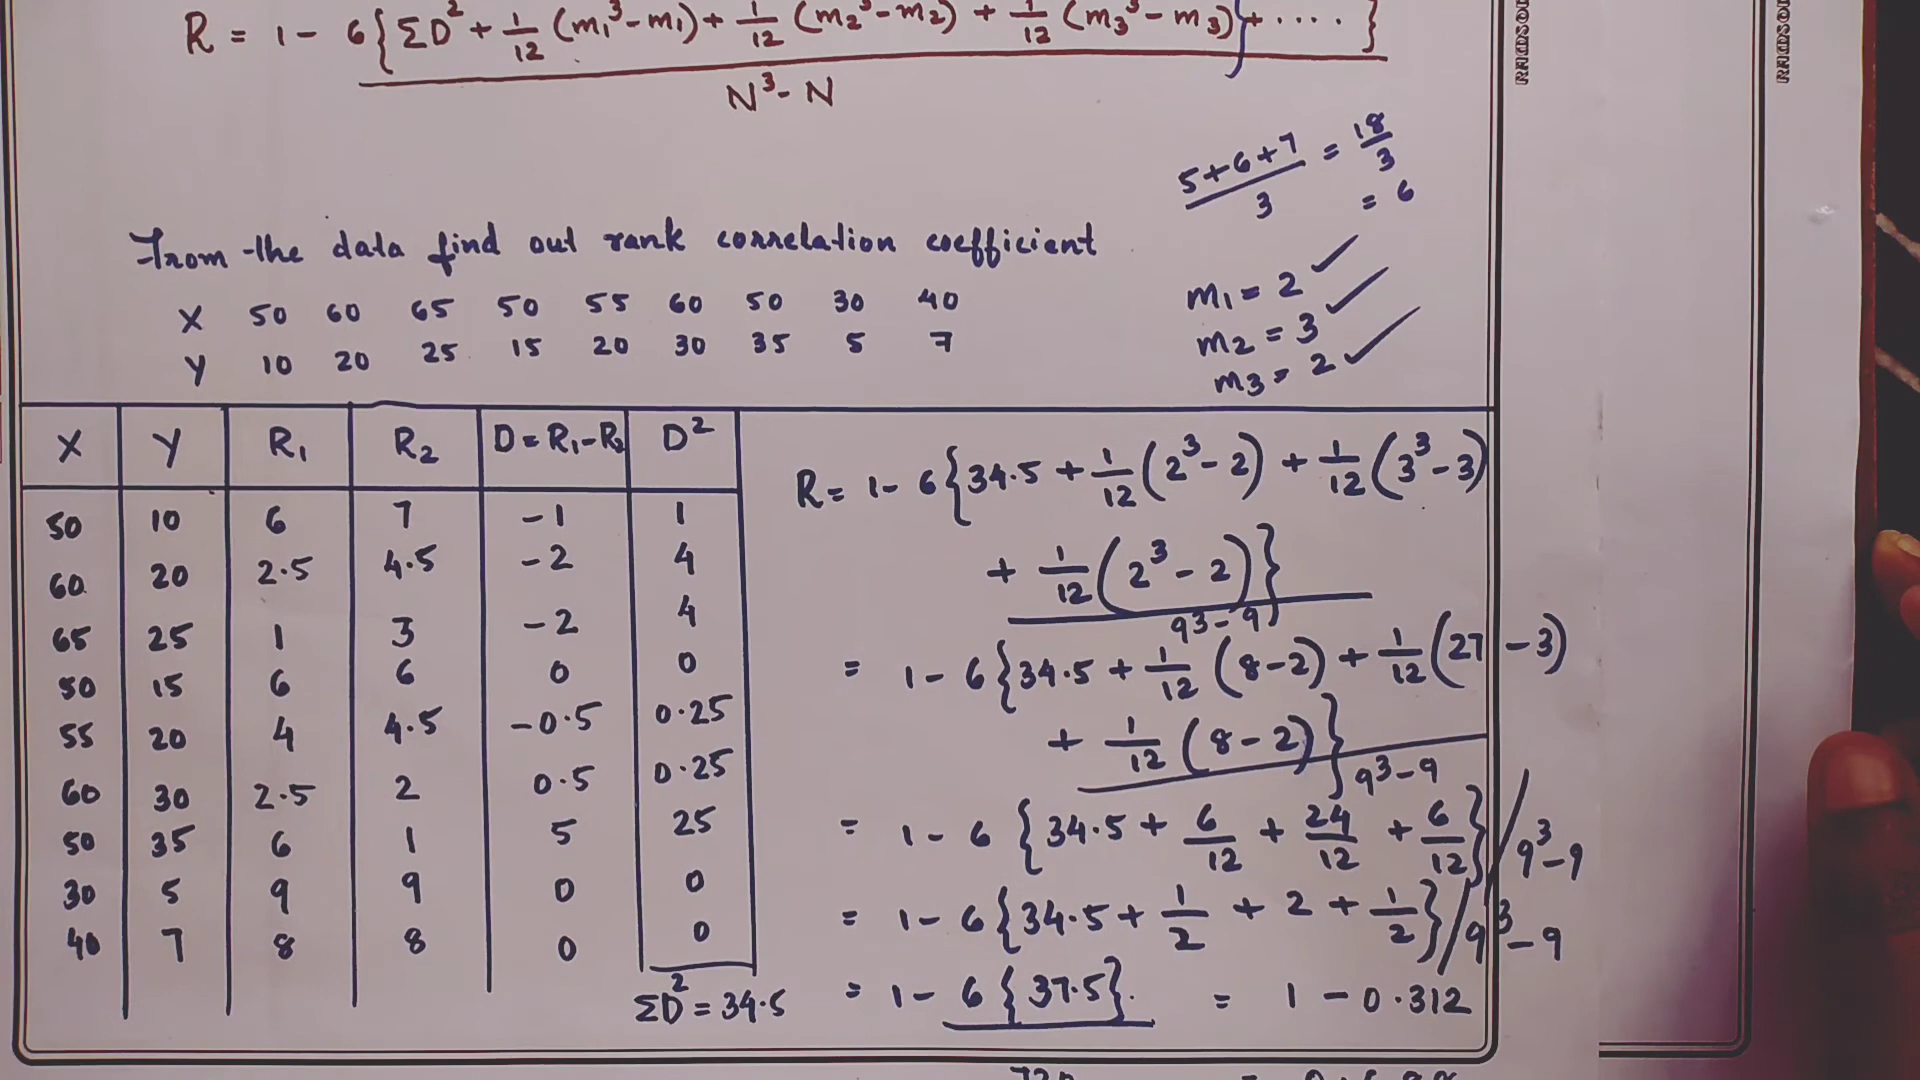 R = 1 - 6{ΣD² + 1/12 (m₁³-m₁) + 1/12 (m₂³-m₂) + 1/12 (m₃³-m₃) + ....}
N³- N
(5+6+7)/3 = 18/3
= 6
From the data find out rank correlation coefficient
X 50 60 65 50 55 60 50 30 40
Y 10 20 25 15 20 30 35 5 7
m₁ = 2 ✓
m₂ = 3 ✓
m₃ = 2 ✓
X Y R₁ R₂ D = R₁-R₂ D²
50 10 6 7 -1 1
60 20 2.5 4.5 -2 4
65 25 1 3 -2 4
50 15 6 6 0 0
55 20 4 4.5 -0.5 0.25
60 30 2.5 2 0.5 0.25
50 35 6 1 5 25
30 5 9 9 0 0
40 7 8 8 0 0
ΣD² = 34.5
R = 1 - 6{34.5 + 1/12 (2³-2) + 1/12 (3³-3)
+ 1/12 (2³-2)}
9³-9
= 1 - 6{34.5 + 1/12 (8-2) + 1/12 (27-3)
+ 1/12 (8-2)}
9³-9
= 1 - 6 {34.5 + 6/12 + 24/12 + 6/12} / 9³-9
= 1 - 6{34.5 + 1/2 + 2 + 1/2} / 9³-9
= 1 - 6{37.5} = 1 - 0.312